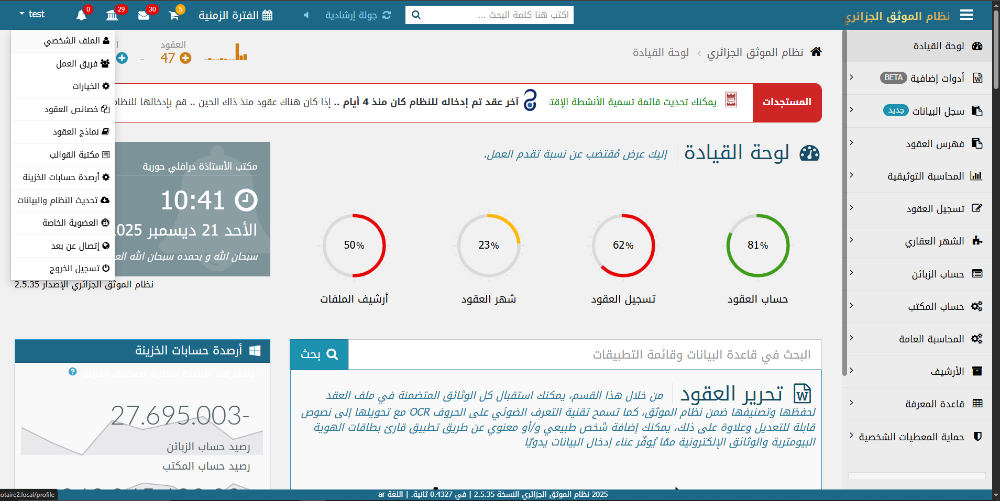 نظام الموثق الجزائري
اكتب هنا كلمة البحث ...
جولة إرشادية
الفترة الزمنية
5
30
29
0
test
لوحة القيادة
أدوات إضافية BETA
سجل البيانات جديد
فهرس العقود
المحاسبة التوثيقية
تسجيل العقود
الشهر العقاري
حساب الزبائن
حساب المكتب
المحاسبة العامة
الأرشيف
قاعدة المعرفة
حماية المعطيات الشخصية
نظام الموثق الجزائري
لوحة القيادة
العقود
47
-
الملف الشخصي
فريق العمل
الخيارات
خصائص العقود
نماذج العقود
مكتبة القوالب
أرصدة حسابات الخزينة
تحديث النظام والبيانات
العضوية الخاصة
إتصال عن بعد
تسجيل الخروج
المستجدات
يمكنك تحديث قائمة تسمية الأنشطة
آخر عقد تم إدخاله للنظام كان منذ 4 أيام .. إذا كان هناك عقود منذ ذاك الحين .. قم بإدخالها للنظام
لوحة القيادة
إليك عرض مُقتضب عن نسبة تقدم العمل.
مكتب الأستاذة درافلي حورية
10:41
الأحد 21 ديسمبر 2025
سبحان الله و بحمده سبحان الله
نظام الموثق الجزائري الإصدار 2.5.35
81%
62%
23%
50%
حساب العقود
تسجيل العقود
شهر العقود
أرشيف الملفات
البحث في قاعدة البيانات وقائمة التطبيقات
بحث
تحرير العقود
من خلال هذا القسم، يمكنك استقبال كل الوثائق المتضمنة في ملف العقد
لحفظها وتصنيفها ضمن نظام الموثق، كما تسمح تقنية التعرف الضوئي على الحروف OCR مع تحويلها إلى نصوص
قابلة للتعديل وعلاوة على ذلك، يمكنك إضافة شخص طبيعي و/أو معنوي عن طريق تطبيق قارئ بطاقات الهوية
البيومترية والوثائق الإلكترونية ممّا يُوفّر عناء إدخال البيانات يدويّا
أرصدة حسابات الخزينة
- يظهر هنا الأرصدة النظرية لحسابات الخزينة
27.695.003-
رصيد حساب الزبائن
رصيد حساب المكتب
otaire2.local/profile
2025 نظام الموثق الجزائري النسخة 2.5.35 | في 0.4327 ثانية. | اللغة ar